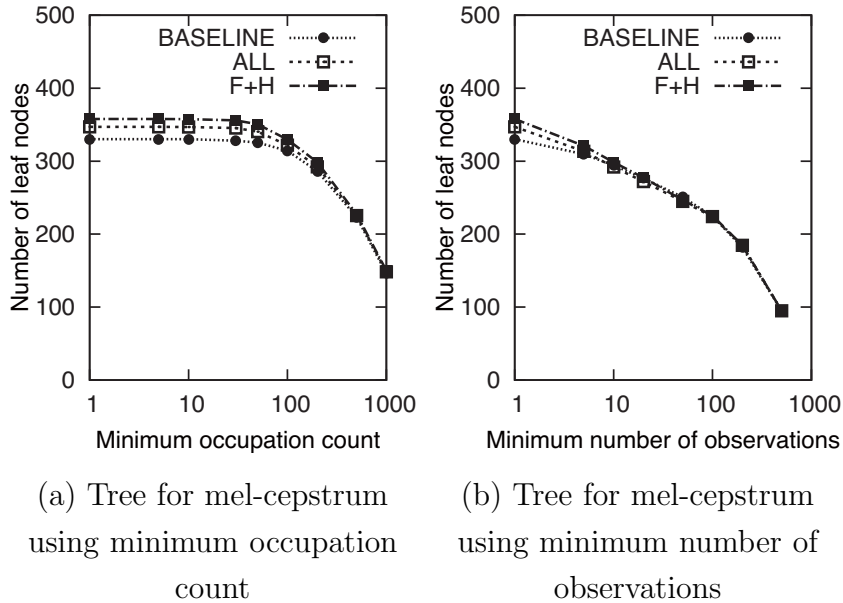 500
400
300
200
100
0
Number of leaf nodes
BASELINE
ALL
F+H
1 10 100 1000
Minimum occupation count
500
400
300
200
100
0
Number of leaf nodes
BASELINE
ALL
F+H
1 10 100 1000
Minimum number of observations
(a) Tree for mel-cepstrum
using minimum occupation
count
(b) Tree for mel-cepstrum
using minimum number of
observations